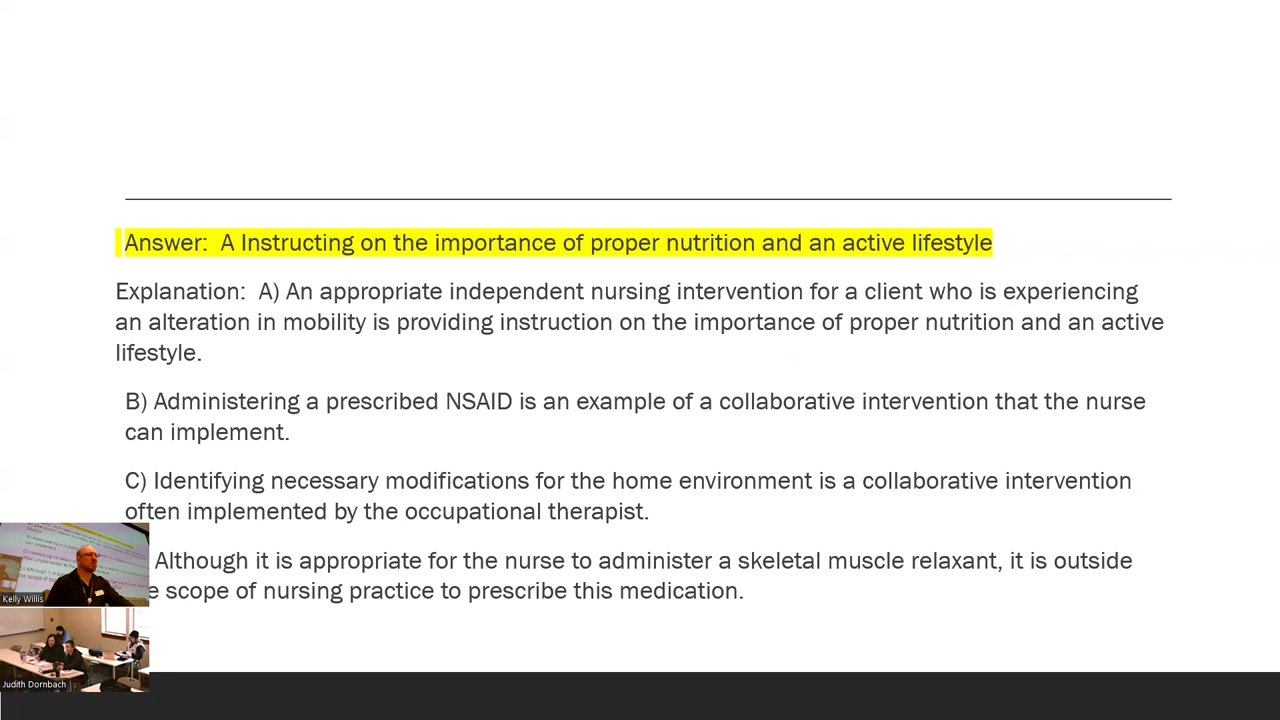 Answer:  A Instructing on the importance of proper nutrition and an active lifestyle
Explanation:  A) An appropriate independent nursing intervention for a client who is experiencing
an alteration in mobility is providing instruction on the importance of proper nutrition and an active
lifestyle.
B) Administering a prescribed NSAID is an example of a collaborative intervention that the nurse
can implement.
C) Identifying necessary modifications for the home environment is a collaborative intervention
often implemented by the occupational therapist.
Although it is appropriate for the nurse to administer a skeletal muscle relaxant, it is outside
scope of nursing practice to prescribe this medication.
Kelly Willis
Judith Dornbach